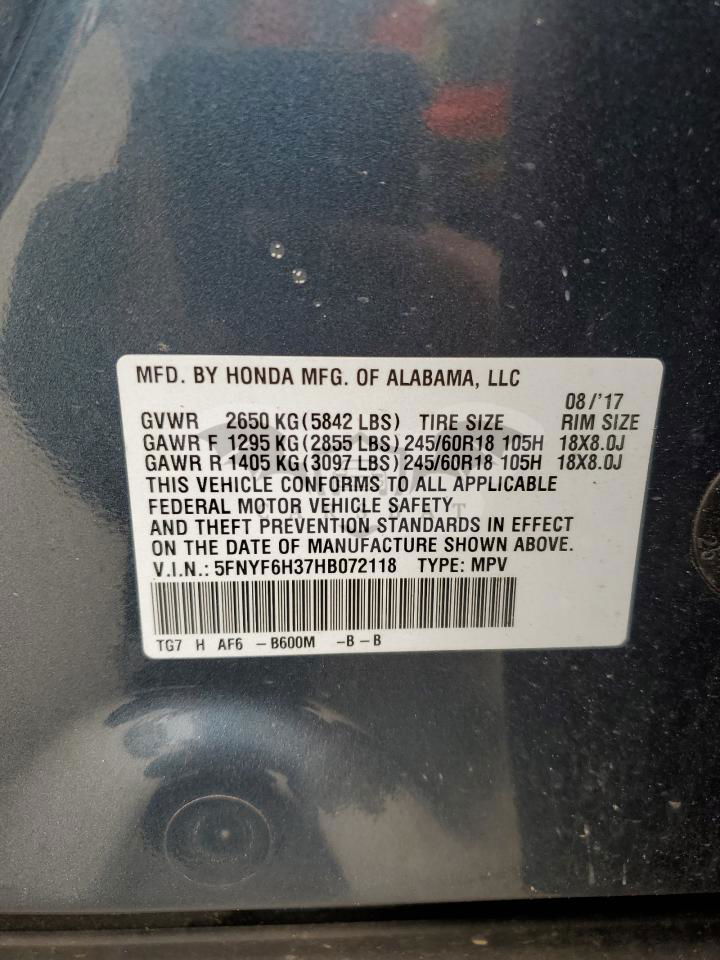 MFD. BY HONDA MFG. OF ALABAMA, LLC
08/'17
GVWR 2650 KG(5842 LBS) TIRE SIZE RIM SIZE
GAWR F 1295 KG(2855 LBS)245/60R18 105H 18X8.0J
GAWR R 1405 KG(3097 LBS)245/60R18 105H 18X8.0J
THIS VEHICLE CONFORMS TO ALL APPLICABLE
FEDERAL MOTOR VEHICLE SAFETY
AND THEFT PREVENTION STANDARDS IN EFFECT
ON THE DATE OF MANUFACTURE SHOWN ABOVE.
V.I.N.: 5FNYF6H37HB072118 TYPE: MPV
TG7 H AF6 -B600M -B-B